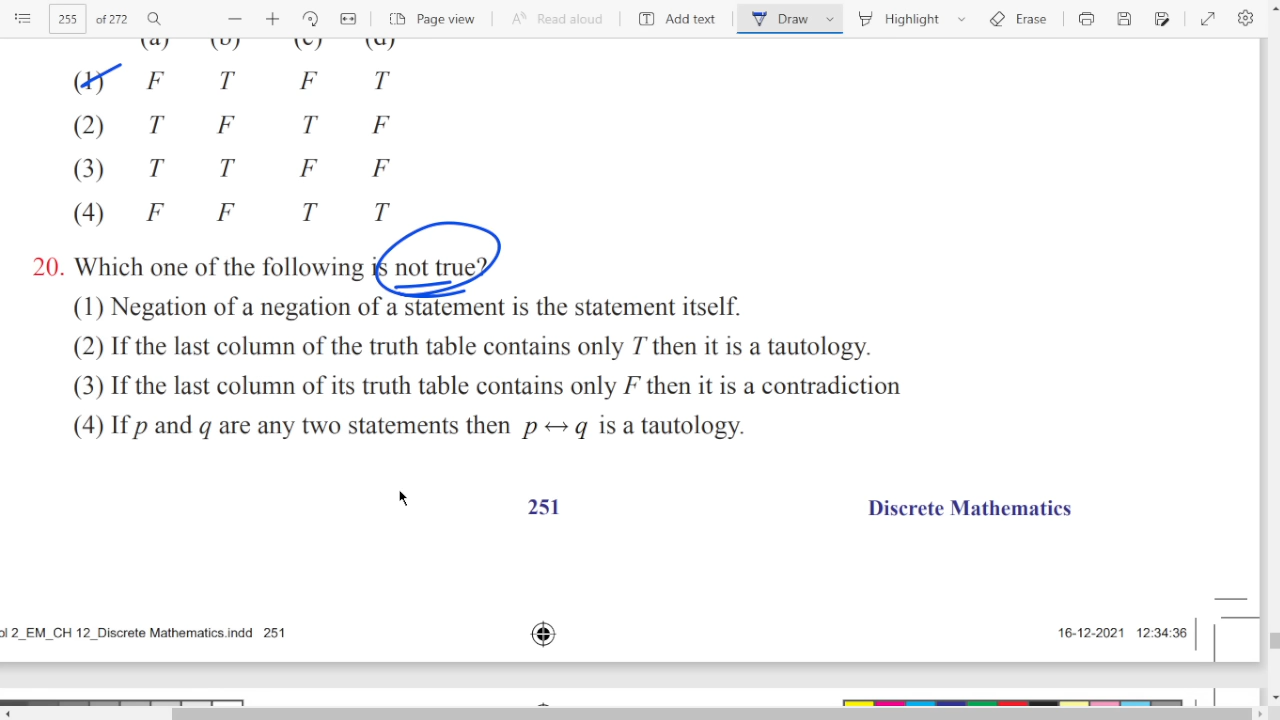 255 of 272 Page view Read aloud Add text Draw Highlight Erase
(a) (b) (c) (d)
(1) F T F T
(2) T F T F
(3) T T F F
(4) F F T T
20. Which one of the following is not true?
(1) Negation of a negation of a statement is the statement itself.
(2) If the last column of the truth table contains only T then it is a tautology.
(3) If the last column of its truth table contains only F then it is a contradiction
(4) If p and q are any two statements then p ↔ q is a tautology.
251 Discrete Mathematics
ol 2_EM_CH 12_Discrete Mathematics.indd 251 16-12-2021 12:34:36